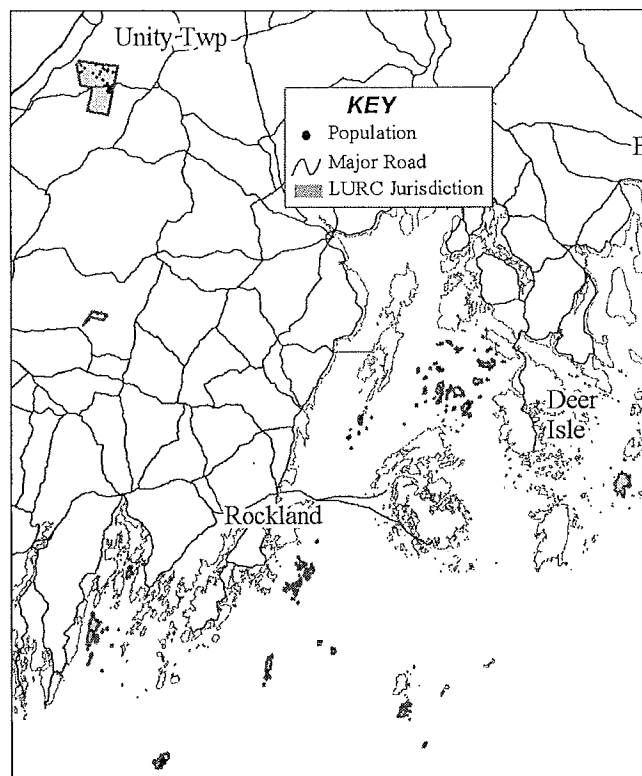 Unity Twp
KEY
Population
Major Road
LURC Jurisdiction
E
Deer
Isle
Rockland